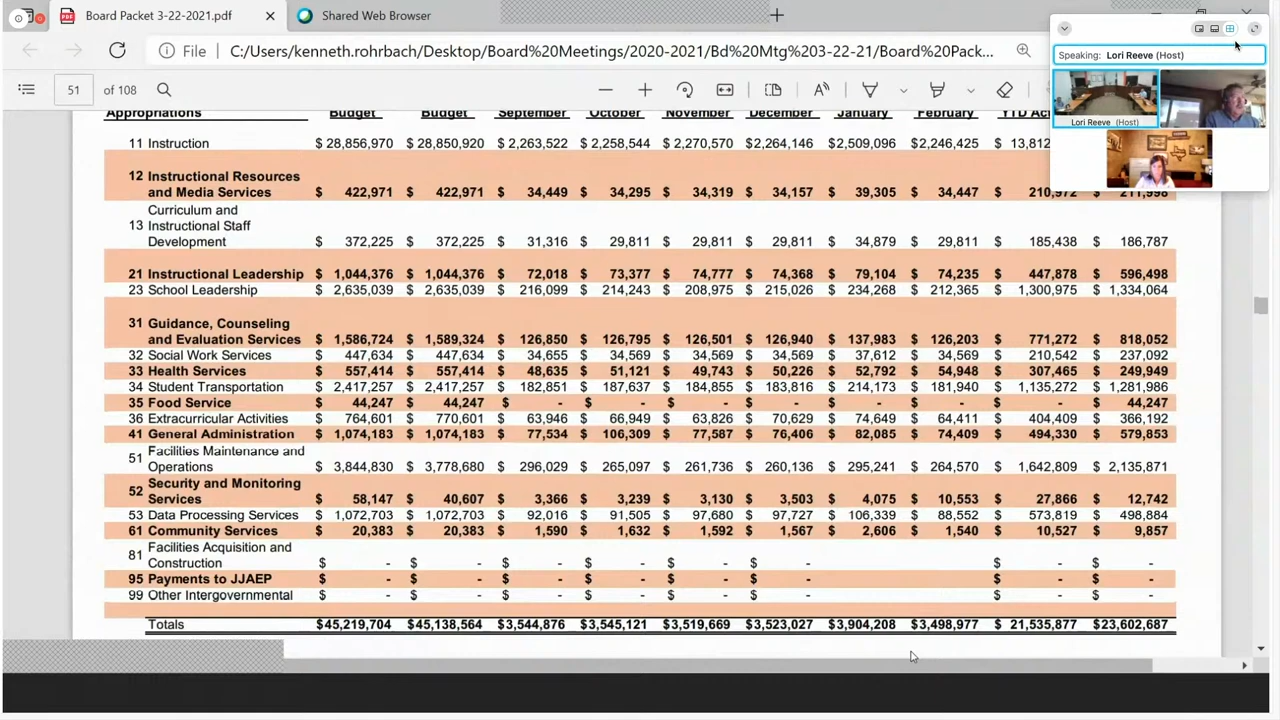 Board Packet 3-22-2021.pdf
Shared Web Browser
File C:/Users/kenneth.rohrbach/Desktop/Board%20Meetings/2020-2021/Bd%20Mtg%203-22-21/Board%20Pack...
51 of 108
Speaking: Lori Reeve (Host)
Lori Reeve (Host)
Appropriations Budget Budget September October November December January February YTD Ac
11 Instruction $ 28,856,970 $ 28,850,920 $ 2,263,522 $ 2,258,544 $ 2,270,570 $2,264,146 $2,509,096 $2,246,425 $ 13,812
12 Instructional Resources
and Media Services $ 422,971 $ 422,971 $ 34,449 $ 34,295 $ 34,319 $ 34,157 $ 39,305 $ 34,447 $ 210,972 $ 211,998
Curriculum and
13 Instructional Staff
Development $ 372,225 $ 372,225 $ 31,316 $ 29,811 $ 29,811 $ 29,811 $ 34,879 $ 29,811 $ 185,438 $ 186,787
21 Instructional Leadership $ 1,044,376 $ 1,044,376 $ 72,018 $ 73,377 $ 74,777 $ 74,368 $ 79,104 $ 74,235 $ 447,878 $ 596,498
23 School Leadership $ 2,635,039 $ 2,635,039 $ 216,099 $ 214,243 $ 208,975 $ 215,026 $ 234,268 $ 212,365 $ 1,300,975 $ 1,334,064
31 Guidance, Counseling
and Evaluation Services $ 1,586,724 $ 1,589,324 $ 126,850 $ 126,795 $ 126,501 $ 126,940 $ 137,983 $ 126,203 $ 771,272 $ 818,052
32 Social Work Services $ 447,634 $ 447,634 $ 34,655 $ 34,569 $ 34,569 $ 34,569 $ 37,612 $ 34,569 $ 210,542 $ 237,092
33 Health Services $ 557,414 $ 557,414 $ 48,635 $ 51,121 $ 49,743 $ 50,226 $ 52,792 $ 54,948 $ 307,465 $ 249,949
34 Student Transportation $ 2,417,257 $ 2,417,257 $ 182,851 $ 187,637 $ 184,855 $ 183,816 $ 214,173 $ 181,940 $ 1,135,272 $ 1,281,986
35 Food Service $ 44,247 $ 44,247 $ - $ - $ - $ - $ - $ - $ - $ 44,247
36 Extracurricular Activities $ 764,601 $ 770,601 $ 63,946 $ 66,949 $ 63,826 $ 70,629 $ 74,649 $ 64,411 $ 404,409 $ 366,192
41 General Administration $ 1,074,183 $ 1,074,183 $ 77,534 $ 106,309 $ 77,587 $ 76,406 $ 82,085 $ 74,409 $ 494,330 $ 579,853
51 Facilities Maintenance and
Operations $ 3,844,830 $ 3,778,680 $ 296,029 $ 265,097 $ 261,736 $ 260,136 $ 295,241 $ 264,570 $ 1,642,809 $ 2,135,871
52 Security and Monitoring
Services $ 58,147 $ 40,607 $ 3,366 $ 3,239 $ 3,130 $ 3,503 $ 4,075 $ 10,553 $ 27,866 $ 12,742
53 Data Processing Services $ 1,072,703 $ 1,072,703 $ 92,016 $ 91,505 $ 97,680 $ 97,727 $ 106,339 $ 88,552 $ 573,819 $ 498,884
61 Community Services $ 20,383 $ 20,383 $ 1,590 $ 1,632 $ 1,592 $ 1,567 $ 2,606 $ 1,540 $ 10,527 $ 9,857
81 Facilities Acquisition and
Construction $ - $ - $ - $ - $ - $ - $ - $ -
95 Payments to JJAEP $ - $ - $ - $ - $ - $ - $ - $ -
99 Other Intergovernmental $ - $ - $ - $ - $ - $ - $ - $ -
Totals $45,219,704 $45,138,564 $3,544,876 $3,545,121 $3,519,669 $3,523,027 $3,904,208 $3,498,977 $ 21,535,877 $23,602,687